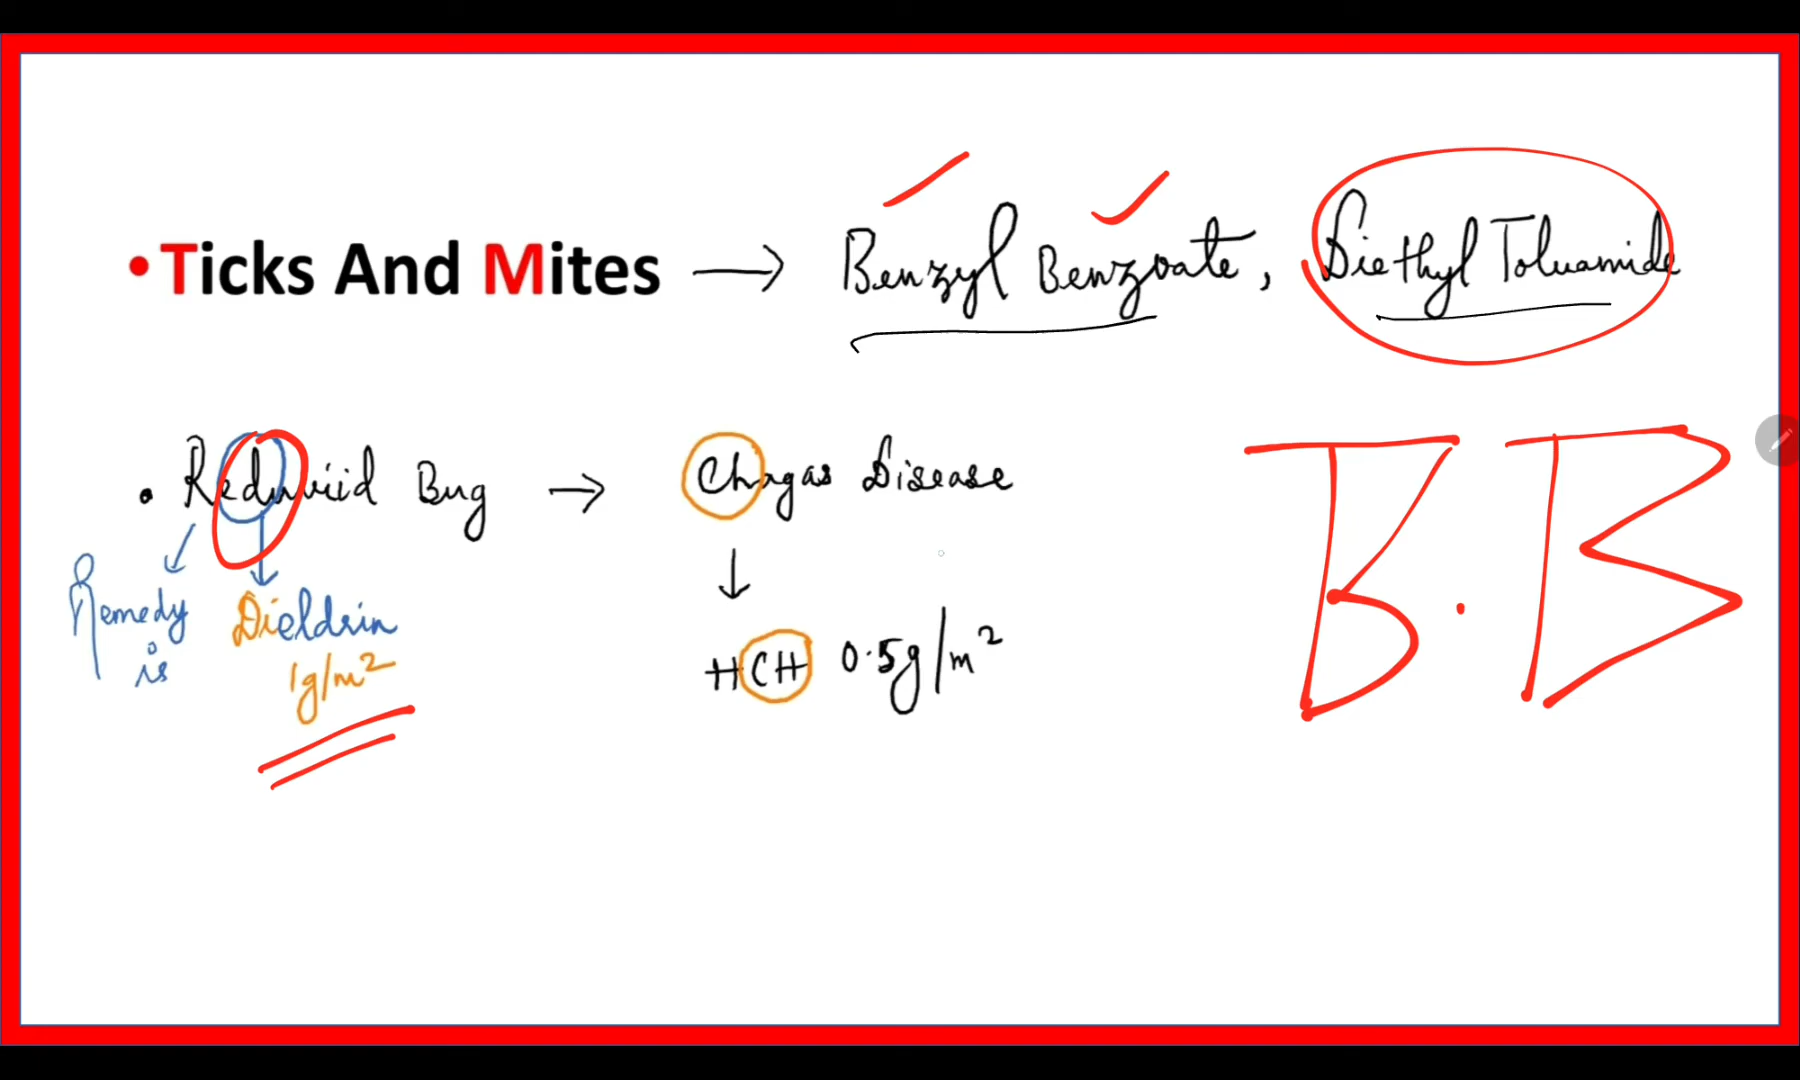 • Ticks And Mites → Benzyl Benzoate, Diethyl Toluamide
• Reduviid Bug → Chagas Disease
Remedy is
Dieldrin
1g/m²
↓
HCH 0.5g/m²
B.B